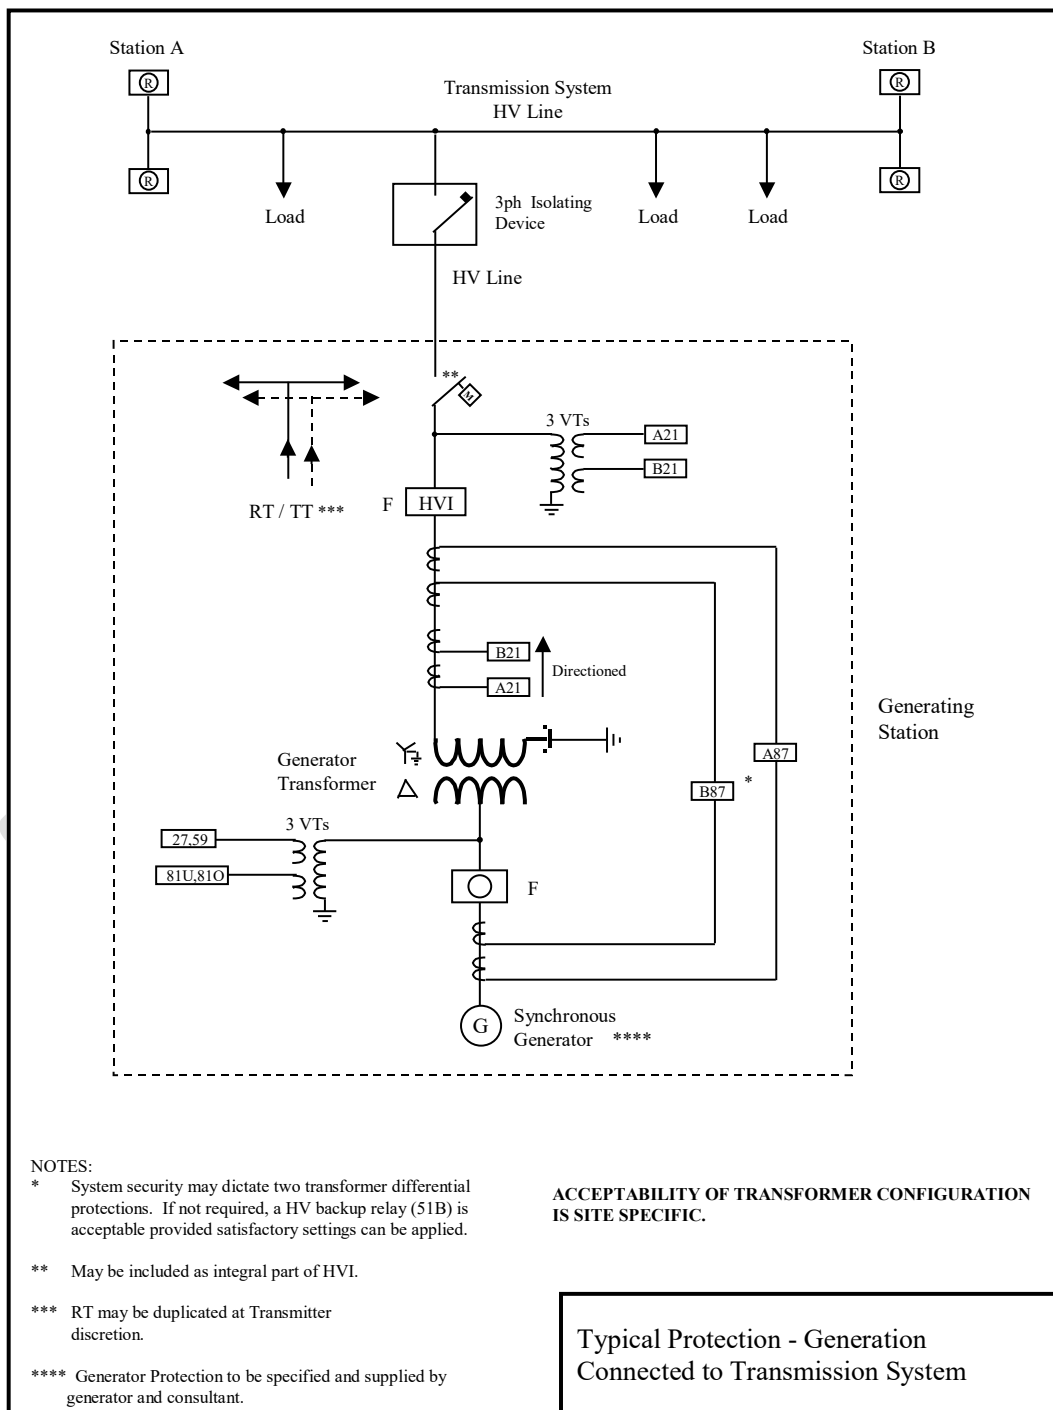 Station A
Station B
R
R
Transmission System
HV Line
R
R
Load
3ph Isolating
Device
Load
Load
HV Line
**
M
3 VTs
A21
B21
RT / TT ***
F
HVI
B21
Directioned
A21
Generating
Station
Generator
Transformer
A87
B87
*
3 VTs
27,59
81U,81O
F
G
Synchronous
Generator ****
NOTES:
* System security may dictate two transformer differential
protections. If not required, a HV backup relay (51B) is
acceptable provided satisfactory settings can be applied.
ACCEPTABILITY OF TRANSFORMER CONFIGURATION
IS SITE SPECIFIC.
** May be included as integral part of HVI.
*** RT may be duplicated at Transmitter
discretion.
**** Generator Protection to be specified and supplied by
generator and consultant.
Typical Protection - Generation
Connected to Transmission System